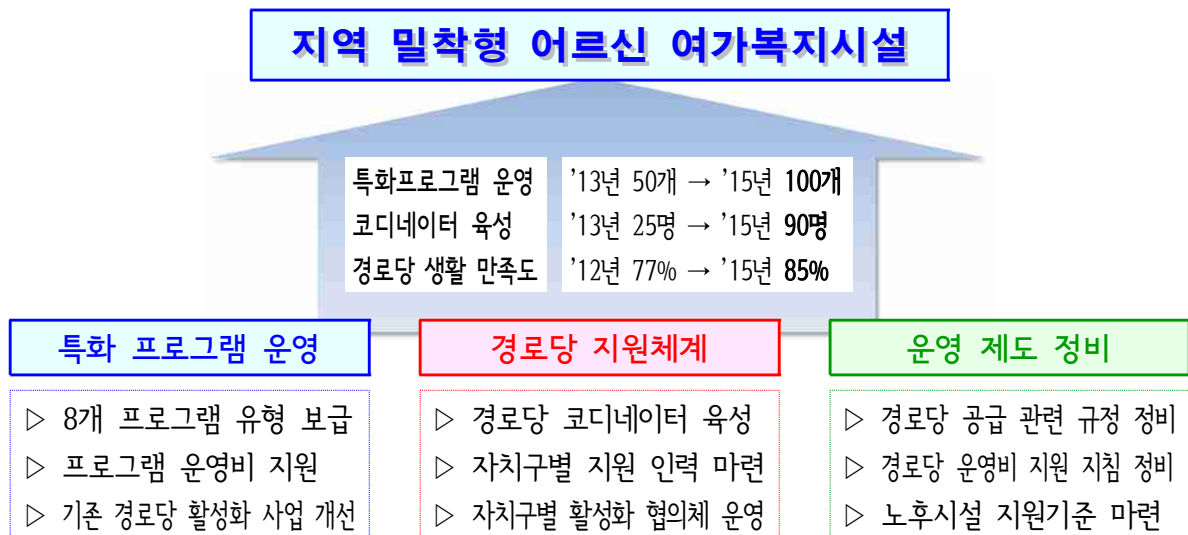 지역 밀착형 어르신 여가복지시설
특화프로그램 운영 ’13년 50개 → ’15년 100개
코디네이터 육성 ’13년 25명 → ’15년 90명
경로당 생활 만족도 ’12년 77% → ’15년 85%
특화 프로그램 운영
▷ 8개 프로그램 유형 보급
▷ 프로그램 운영비 지원
▷ 기존 경로당 활성화 사업 개선
경로당 지원체계
▷ 경로당 코디네이터 육성
▷ 자치구별 지원 인력 마련
▷ 자치구별 활성화 협의체 운영
운영 제도 정비
▷ 경로당 공급 관련 규정 정비
▷ 경로당 운영비 지원 지침 정비
▷ 노후시설 지원기준 마련